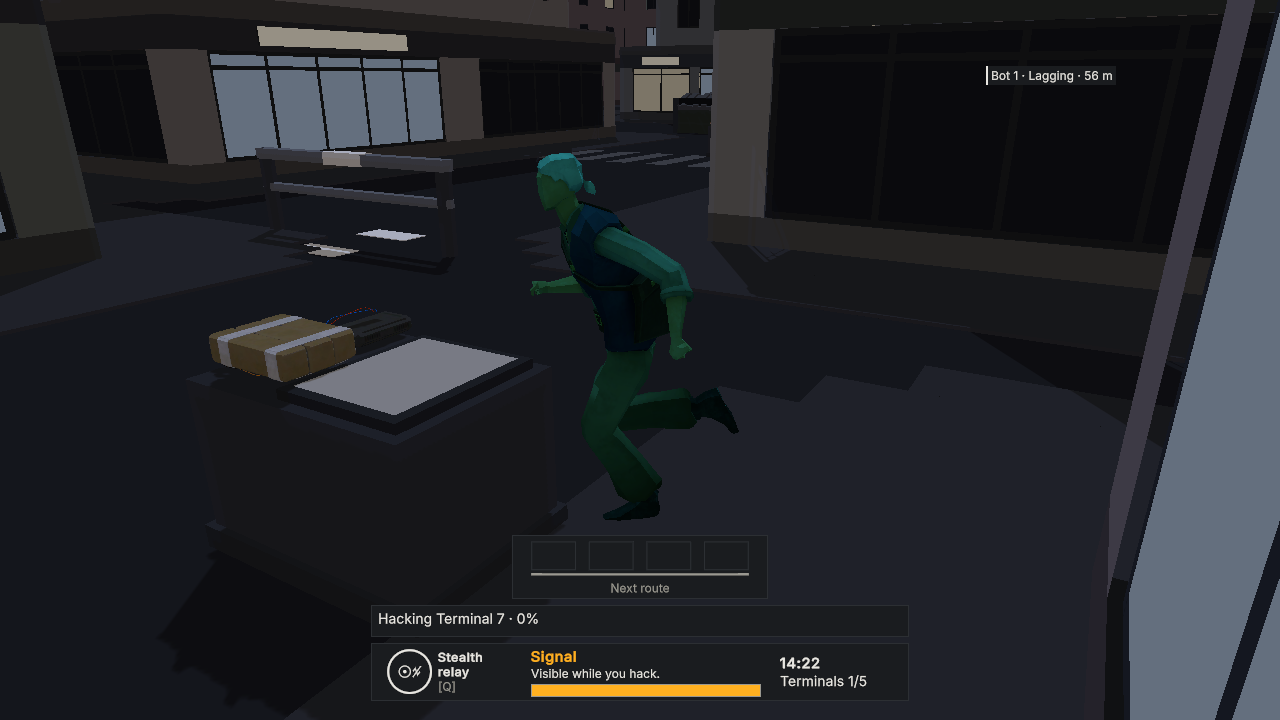 Bot 1 · Lagging · 56 m
Next route
Hacking Terminal 7 · 0%
Stealth
relay
[Q]
Signal
Visible while you hack.
14:22
Terminals 1/5